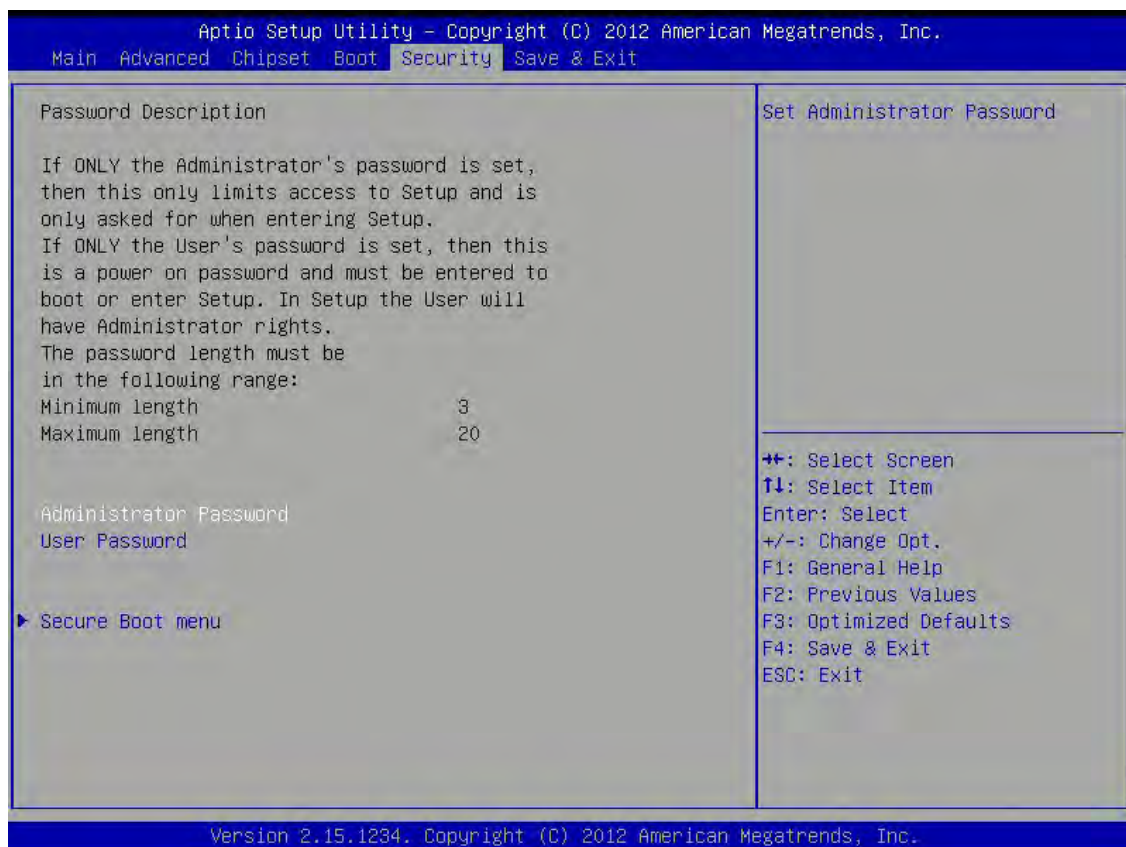 Aptio Setup Utility – Copyright (C) 2012 American Megatrends, Inc.
Main Advanced Chipset Boot Security Save & Exit
Password Description
If ONLY the Administrator's password is set,
then this only limits access to Setup and is
only asked for when entering Setup.
If ONLY the User's password is set, then this
is a power on password and must be entered to
boot or enter Setup. In Setup the User will
have Administrator rights.
The password length must be
in the following range:
Minimum length 3
Maximum length 20
Administrator Password
User Password
▶ Secure Boot menu
Set Administrator Password
→←: Select Screen
↑↓: Select Item
Enter: Select
+/-: Change Opt.
F1: General Help
F2: Previous Values
F3: Optimized Defaults
F4: Save & Exit
ESC: Exit
Version 2.15.1234. Copyright (C) 2012 American Megatrends, Inc.